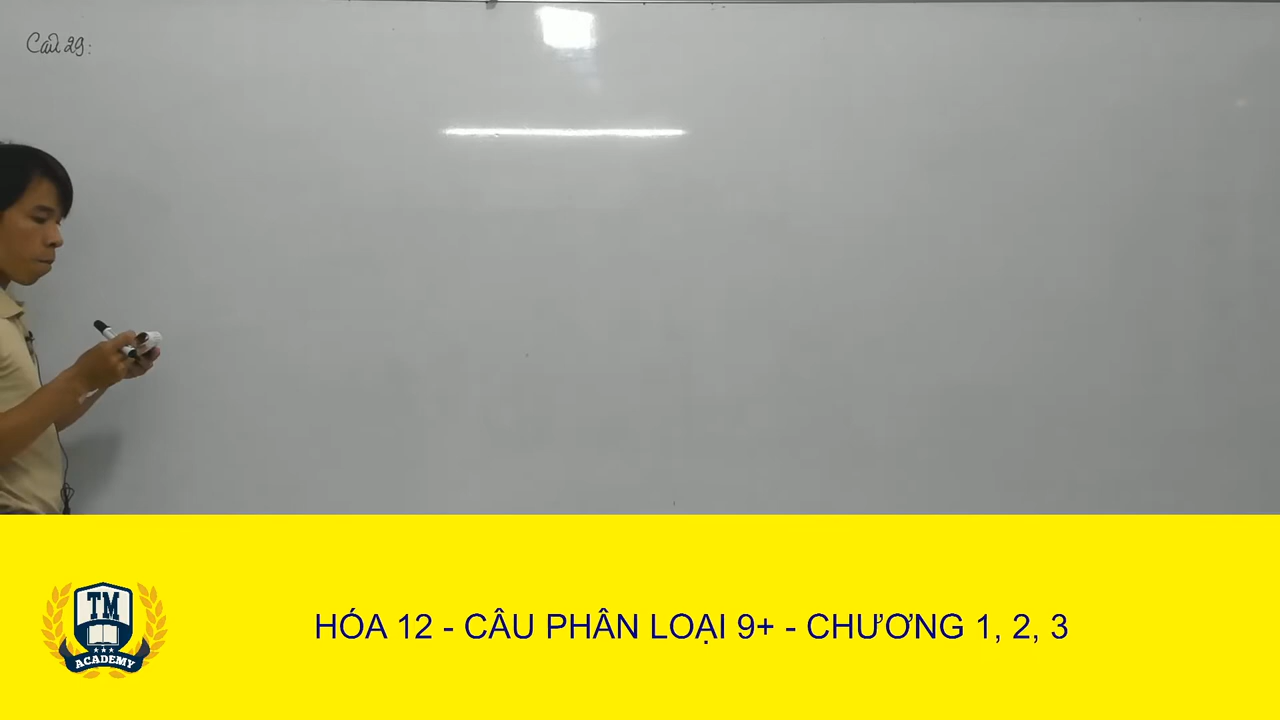 Câu 29:
TM
ACADEMY
HÓA 12 - CÂU PHÂN LOẠI 9+ - CHƯƠNG 1, 2, 3